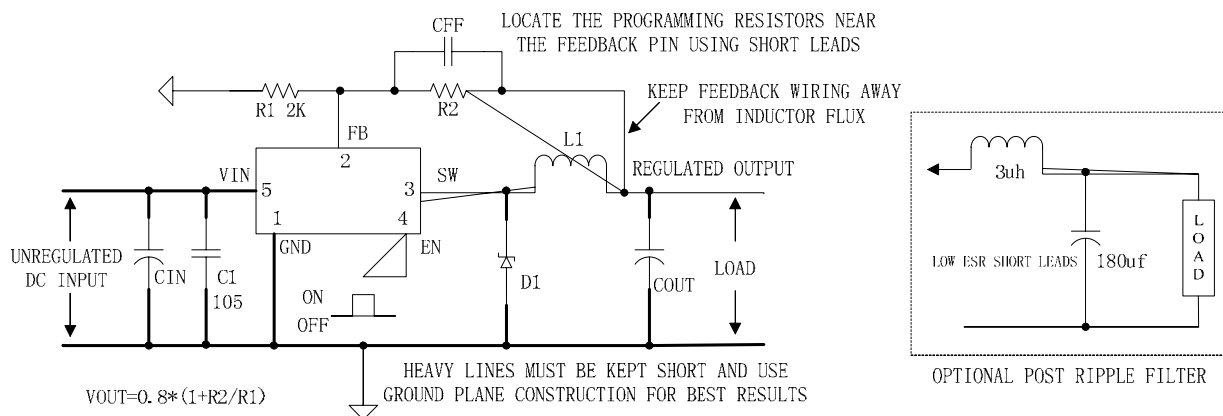 CFF
LOCATE THE PROGRAMMING RESISTORS NEAR
THE FEEDBACK PIN USING SHORT LEADS
R1 2K
R2
KEEP FEEDBACK WIRING AWAY
FROM INDUCTOR FLUX
FB
2
L1
VIN
SW
REGULATED OUTPUT
5
3
1
4
GND
EN
UNREGULATED
DC INPUT
CIN
C1
105
D1
COUT
LOAD
ON
OFF
HEAVY LINES MUST BE KEPT SHORT AND USE
GROUND PLANE CONSTRUCTION FOR BEST RESULTS
VOUT=0.8*(1+R2/R1)
3uh
LOW ESR SHORT LEADS
180uf
LOAD
OPTIONAL POST RIPPLE FILTER